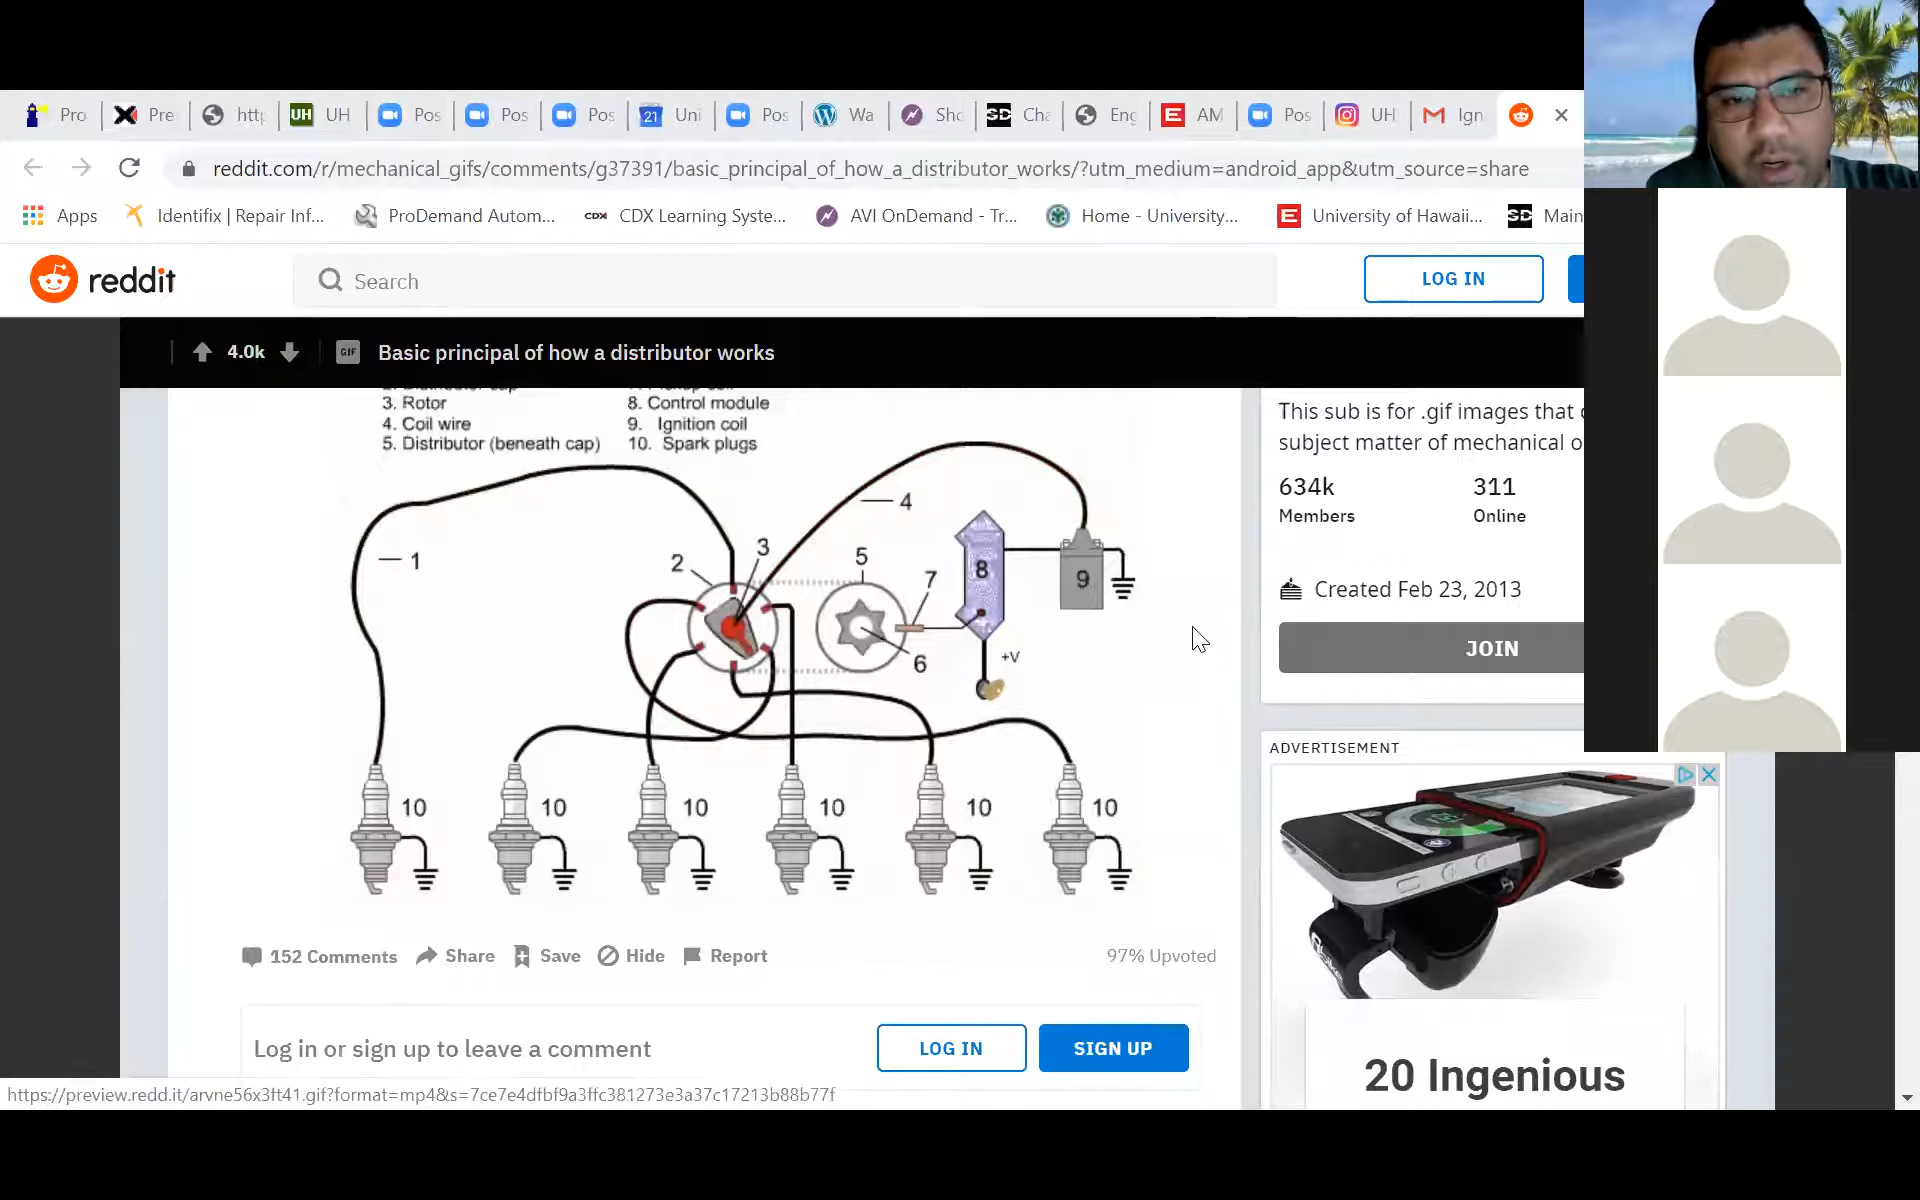 Pro
Pre
http
UH
UH
Pos
Pos
Pos
21
Uni
Pos
Wa
Sho
SD
Cha
Eng
E
AM
Pos
UH
Ign
reddit.com/r/mechanical_gifs/comments/g37391/basic_principal_of_how_a_distributor_works/?utm_medium=android_app&utm_source=share
Apps
Identifix | Repair Inf...
ProDemand Autom...
CDX
CDX Learning Syste...
AVI OnDemand - Tr...
Home - University...
E
University of Hawaii...
SD
Main
reddit
Search
LOG IN
4.0k
GIF
Basic principal of how a distributor works
3. Rotor
4. Coil wire
5. Distributor (beneath cap)
8. Control module
9. Ignition coil
10. Spark plugs
1
2
3
4
5
6
7
8
9
+V
10
10
10
10
10
10
This sub is for .gif images that
subject matter of mechanical
634k
Members
311
Online
Created Feb 23, 2013
JOIN
ADVERTISEMENT
20 Ingenious
152 Comments
Share
Save
Hide
Report
97% Upvoted
Log in or sign up to leave a comment
LOG IN
SIGN UP
https://preview.redd.it/arvne56x3ft41.gif?format=mp4&s=7ce7e4dfbf9a3ffc381273e3a37c17213b88b77f